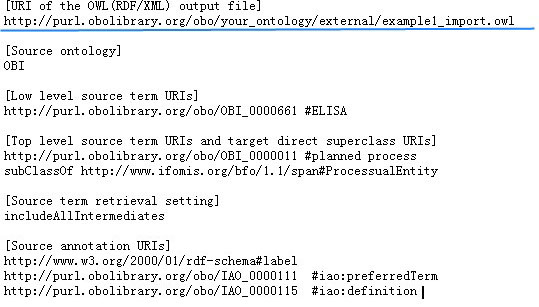 [URI of the OWL(RDF/XML) output file]
http://purl.obolibrary.org/obo/your_ontology/external/example1_import.owl
[Source ontology]
OBI
[Low level source term URIs]
http://purl.obolibrary.org/obo/OBI_0000661 #ELISA
[Top level source term URIs and target direct superclass URIs]
http://purl.obolibrary.org/obo/OBI_0000011 #planned process
subClassOf http://www.ifomis.org/bfo/1.1/span#ProcessualEntity
[Source term retrieval setting]
includeAllIntermediates
[Source annotation URIs]
http://www.w3.org/2000/01/rdf-schema#label
http://purl.obolibrary.org/obo/IAO_0000111  #iao:preferredTerm
http://purl.obolibrary.org/obo/IAO_0000115  #iao:definition